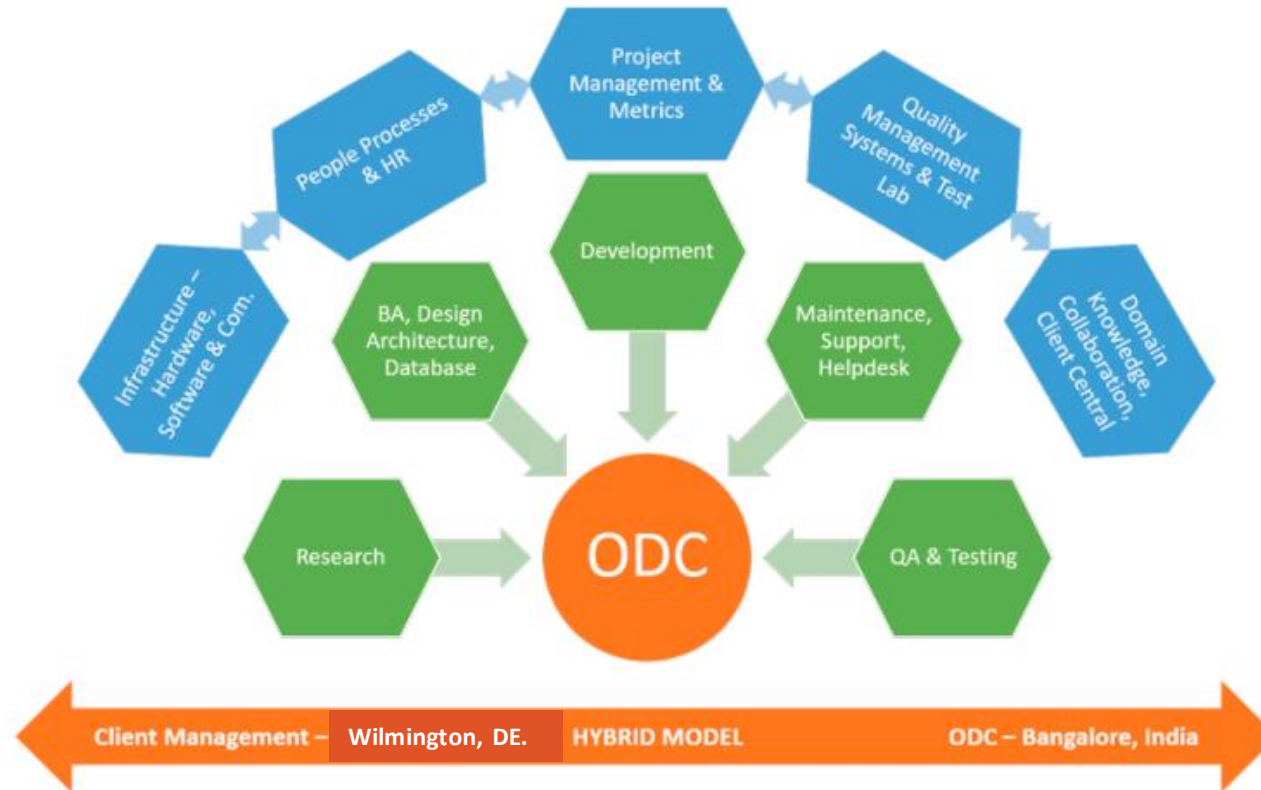 Project
Management &
Metrics
People Processes
& HR
Quality
Management
Systems & Test
Lab
Infrastructure –
Hardware,
Software & Com.
Domain
Knowledge,
Collaboration,
Client Central
Development
BA, Design
Architecture,
Database
Maintenance,
Support,
Helpdesk
Research
ODC
QA & Testing
Client Management – Wilmington, DE. HYBRID MODEL ODC – Bangalore, India